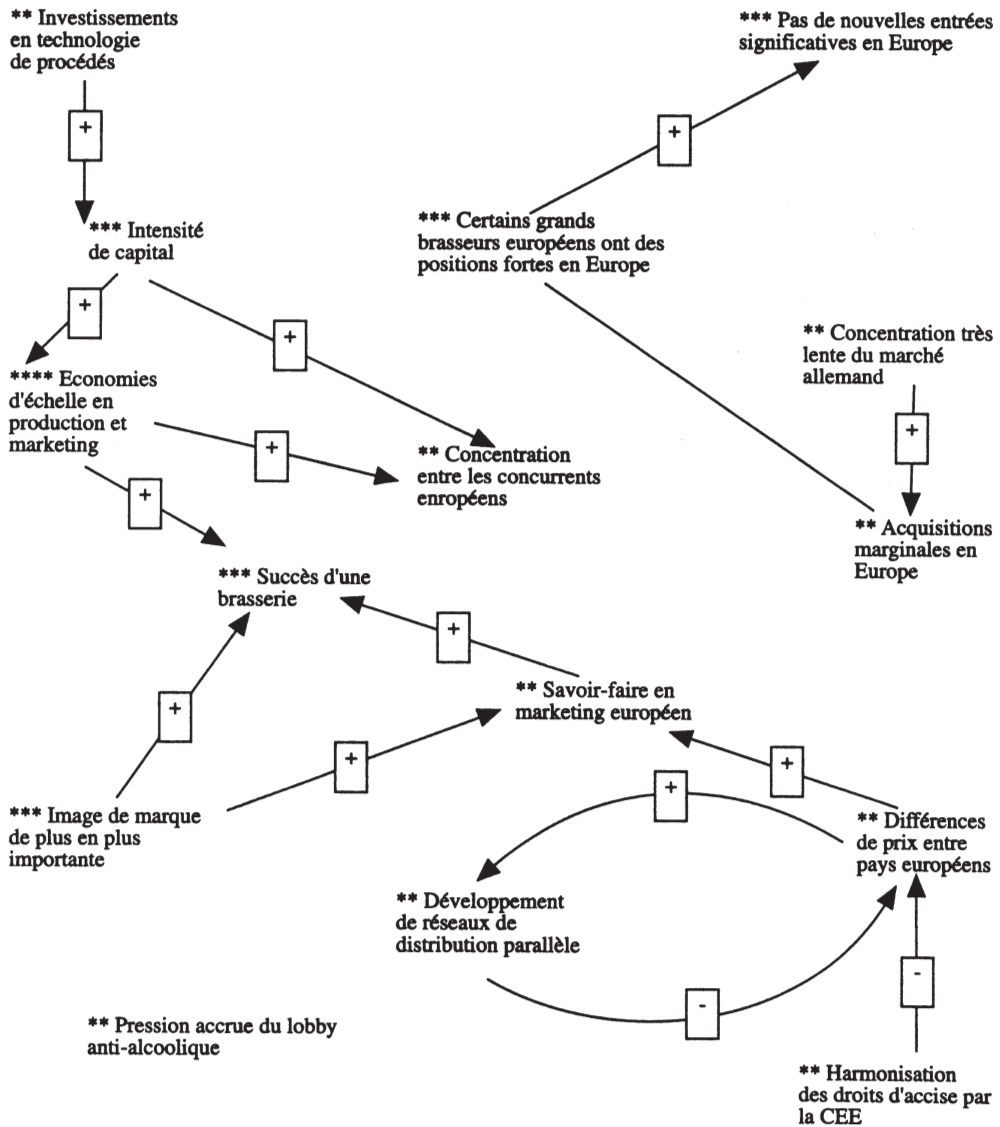 ** Investissements
en technologie
de procédés
*** Pas de nouvelles entrées
significatives en Europe
+
+
*** Intensité
de capital
*** Certains grands
brasseurs européens ont des
positions fortes en Europe
+
+
** Concentration très
lente du marché
allemand
**** Economies
d'échelle en
production et
marketing
+
+
** Concentration
entre les concurrents
enropéens
+
** Acquisitions
marginales en
Europe
*** Succès d'une
brasserie
+
** Savoir-faire en
marketing européen
+
+
+
+
*** Image de marque
de plus en plus
importante
** Différences
de prix entre
pays européens
** Développement
de réseaux de
distribution parallèle
-
-
** Pression accrue du lobby
anti-alcoolique
** Harmonisation
des droits d'accise par
la CEE